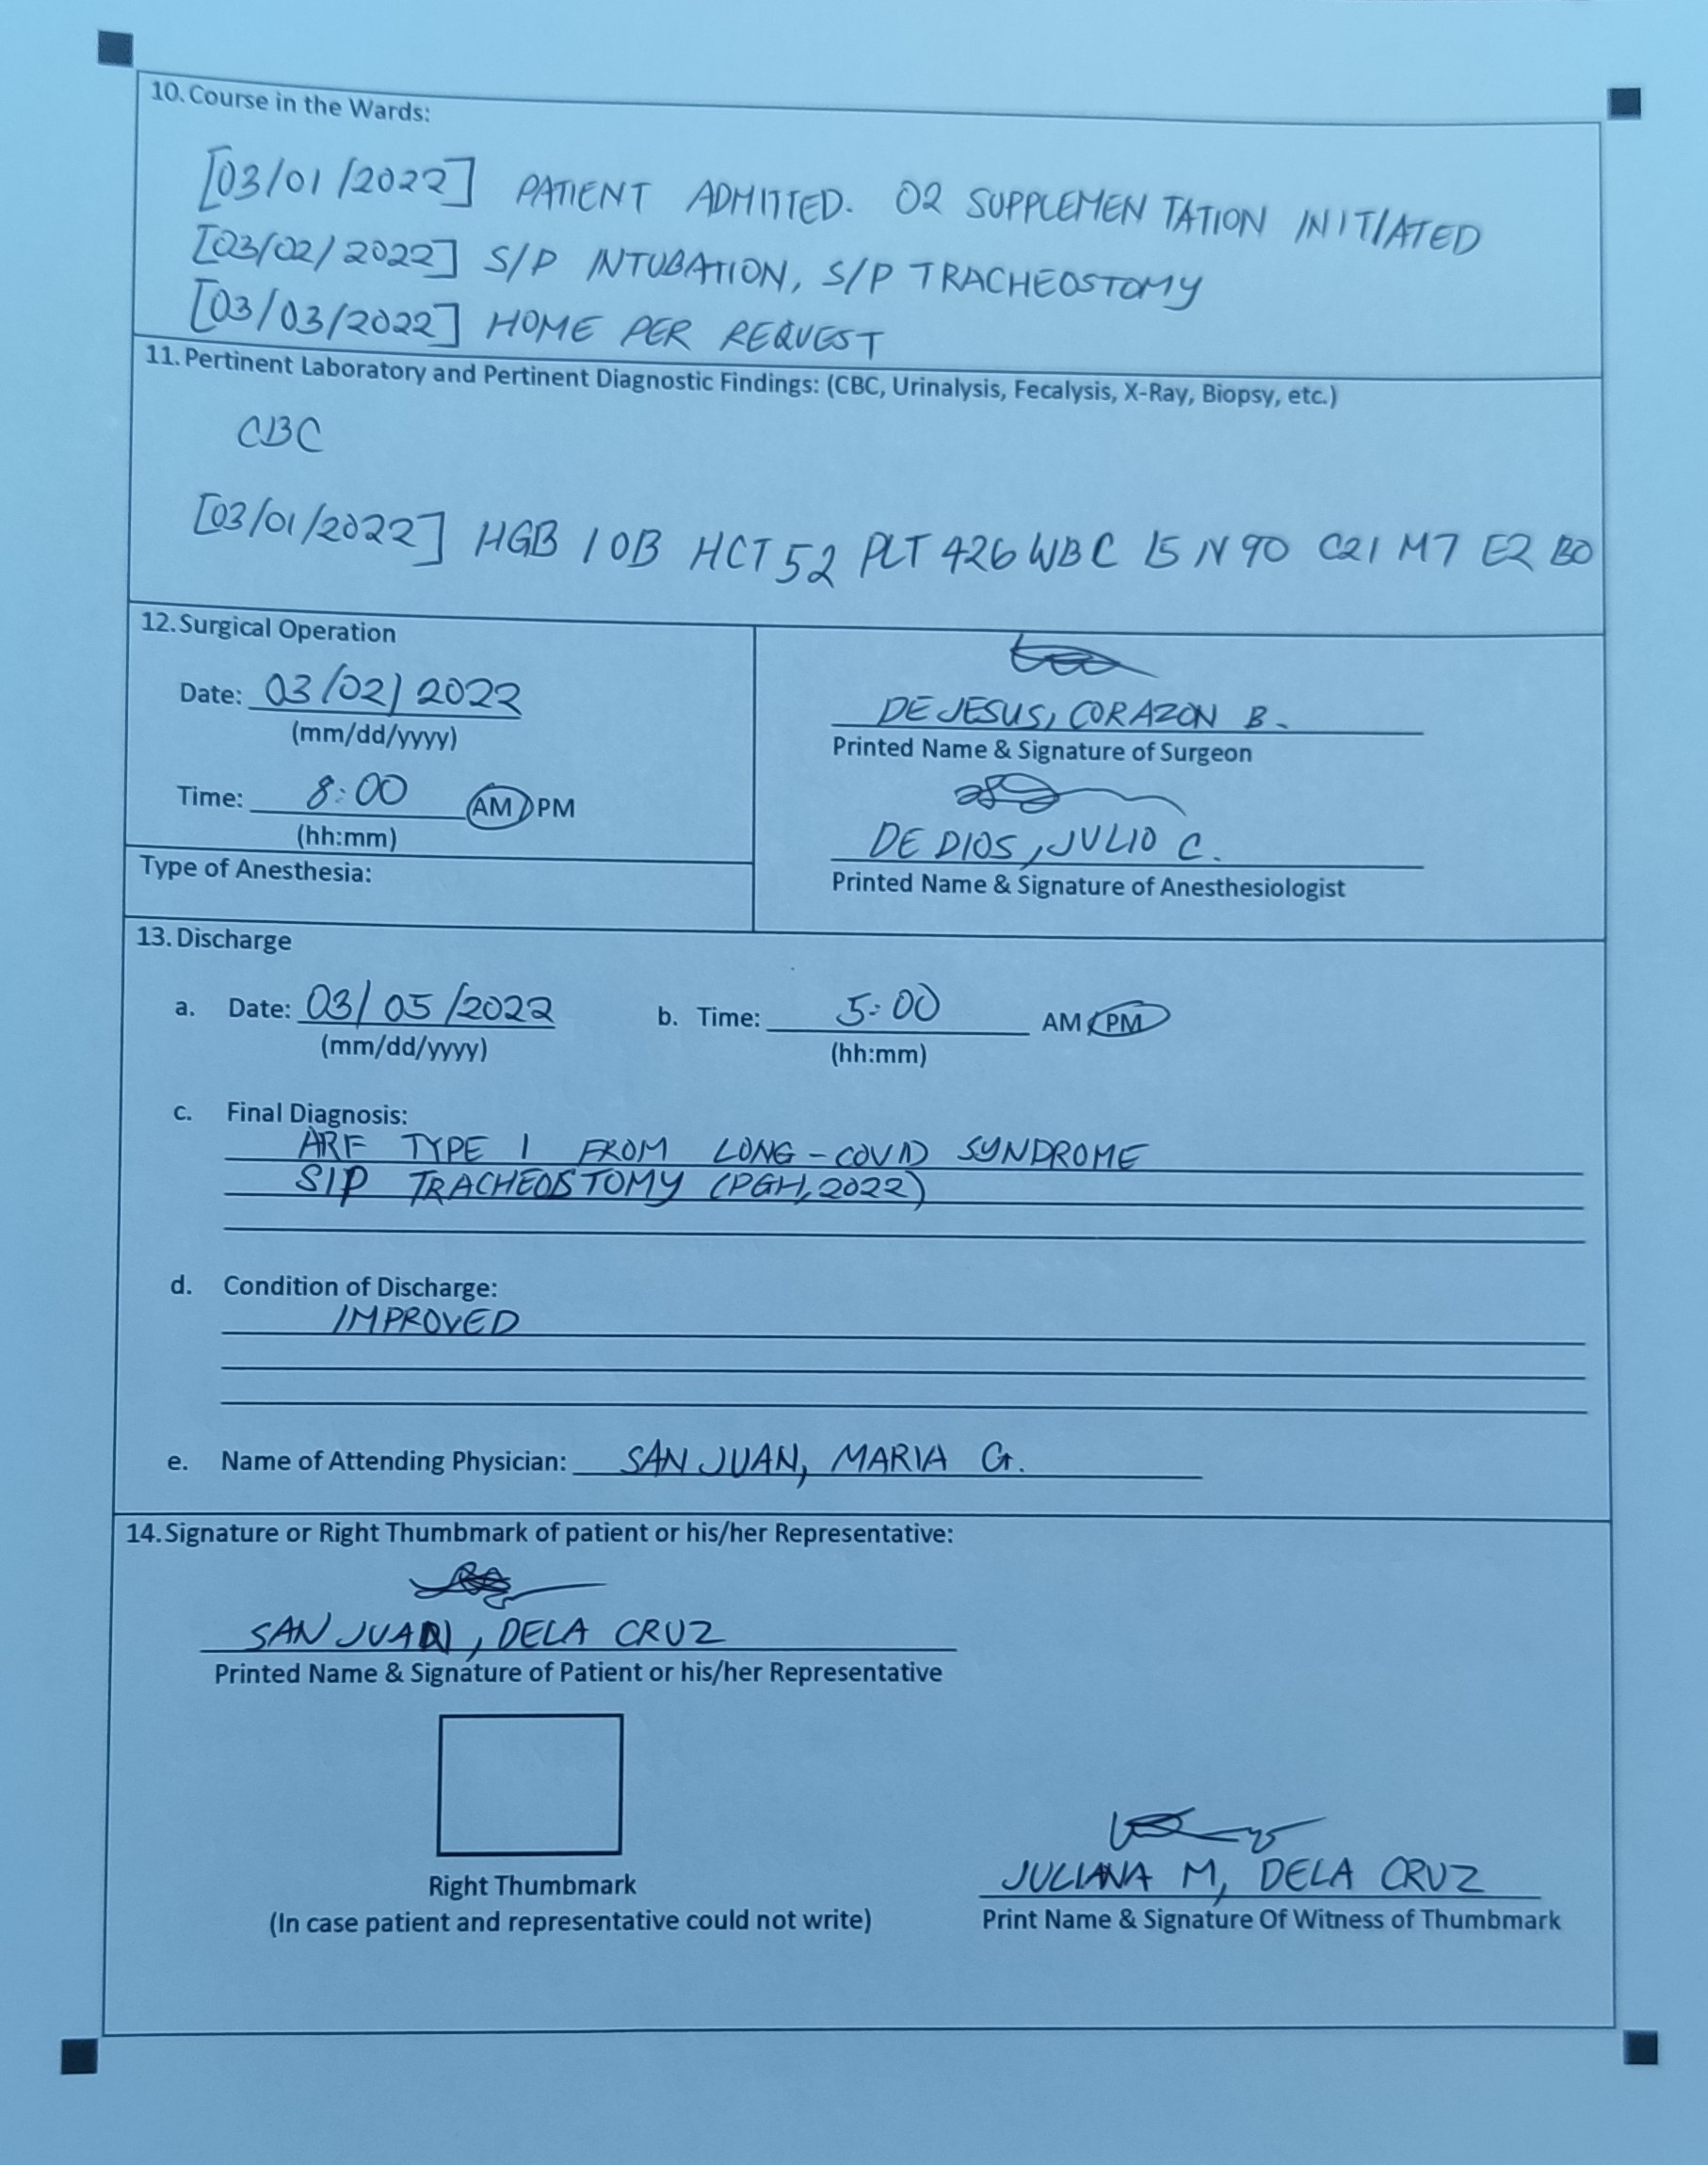 10. Course in the Wards:
[03/01/2022] PATIENT ADMITTED. O2 SUPPLEMENTATION INITIATED
[03/02/2022] S/P INTUBATION, S/P TRACHEOSTOMY
[03/03/2022] HOME PER REQUEST
11. Pertinent Laboratory and Pertinent Diagnostic Findings: (CBC, Urinalysis, Fecalysis, X-Ray, Biopsy, etc.)
CBC
[03/01/2022] HGB 10B HCT 52 PLT 426 WBC 15 N 90 C21 M7 E2 B0
12. Surgical Operation
Date: 03/02/2022
(mm/dd/yyyy)
Time: 8:00 AM PM
(hh:mm)
Type of Anesthesia:
DE JESUS, CORAZON B.
Printed Name & Signature of Surgeon
DE DIOS, JULIO C.
Printed Name & Signature of Anesthesiologist
13. Discharge
a. Date: 03/05/2022 b. Time: 5:00 AM PM
(mm/dd/yyyy) (hh:mm)
c. Final Diagnosis:
ARF TYPE 1 FROM LONG-COVID SYNDROME
S/P TRACHEOSTOMY (PGH, 2022)
d. Condition of Discharge:
IMPROVED
e. Name of Attending Physician: SAN JUAN, MARIA G.
14. Signature or Right Thumbmark of patient or his/her Representative:
SAN JUAN, DELA CRUZ
Printed Name & Signature of Patient or his/her Representative
Right Thumbmark
(In case patient and representative could not write)
JULIANA M, DELA CRUZ
Print Name & Signature Of Witness of Thumbmark